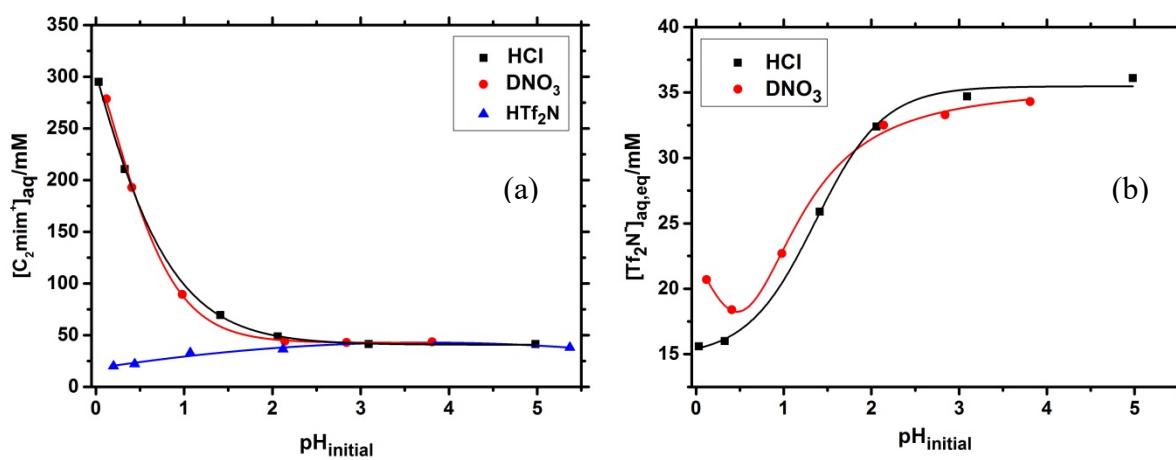 350
300
250
200
150
100
50
0
[C₂mim⁺]aq/mM
HCl
DNO₃
HTf₂N
(a)
0 1 2 3 4 5
pHinitial
40
35
30
25
20
15
[Tf₂N⁻]aq,eq/mM
HCl
DNO₃
(b)
0 1 2 3 4 5
pHinitial